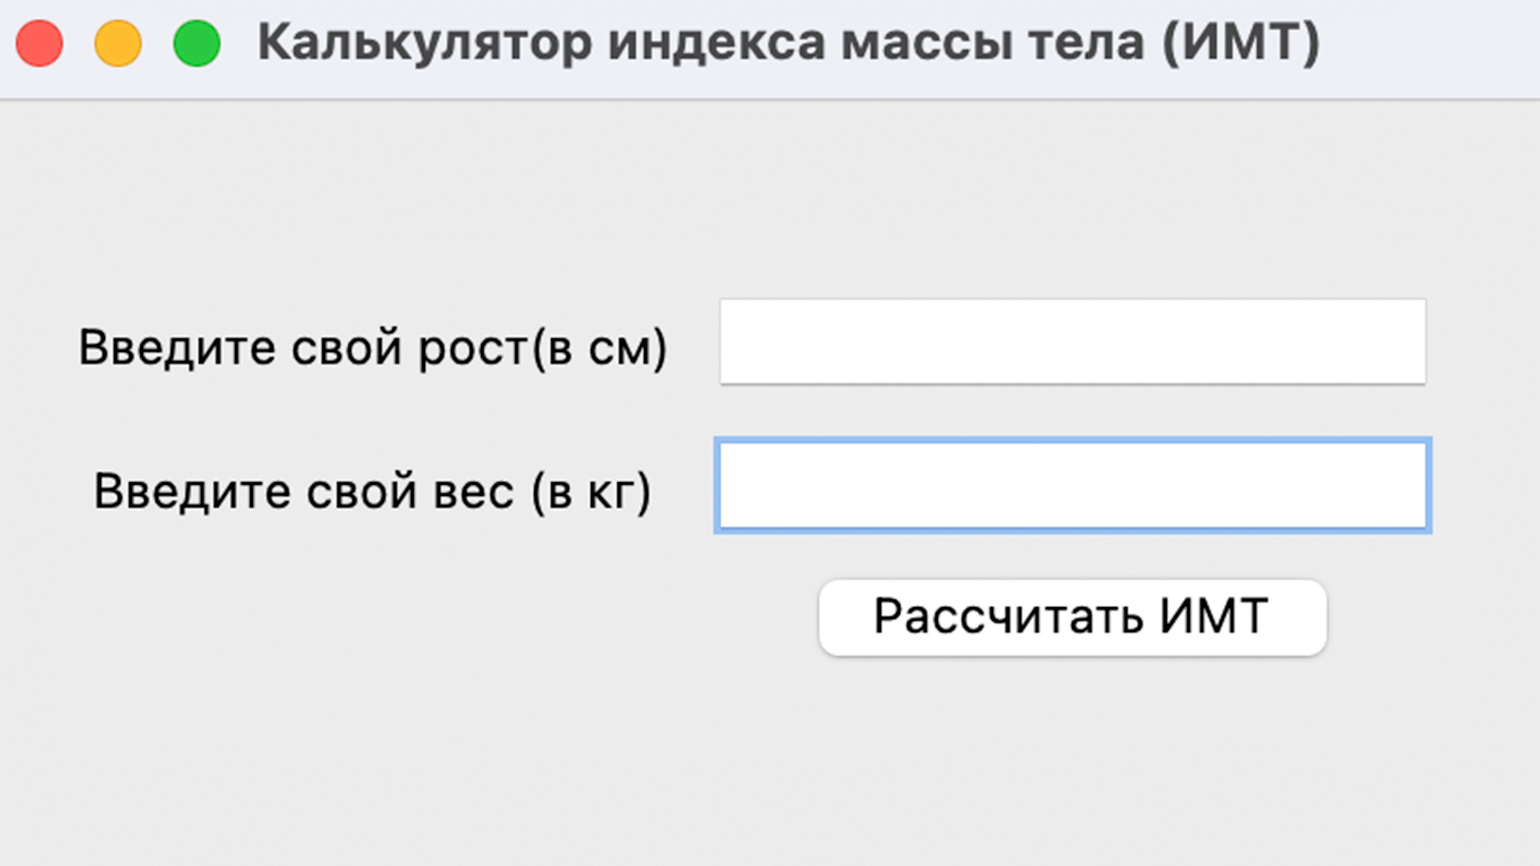 Калькулятор индекса массы тела (ИМТ)
Введите свой рост(в см)
Введите свой вес (в кг)
Рассчитать ИМТ